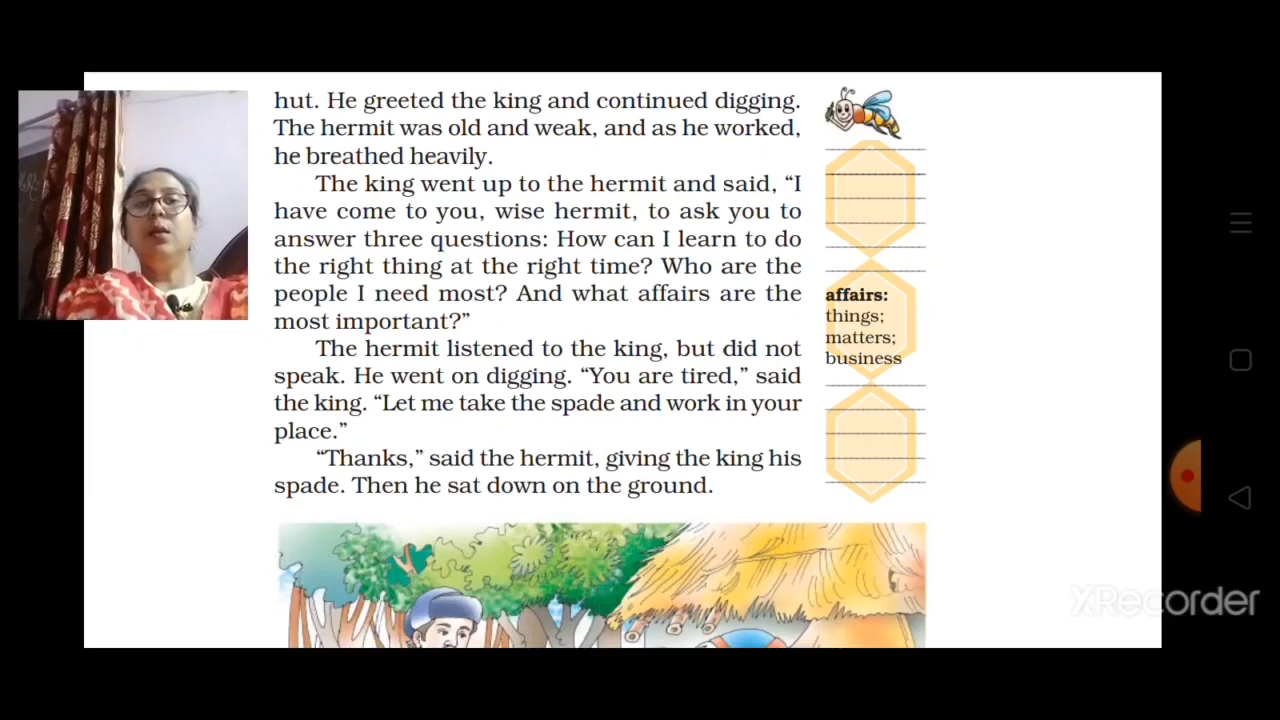 hut. He greeted the king and continued digging.
The hermit was old and weak, and as he worked,
he breathed heavily.
The king went up to the hermit and said, “I
have come to you, wise hermit, to ask you to
answer three questions: How can I learn to do
the right thing at the right time? Who are the
people I need most? And what affairs are the
most important?”
The hermit listened to the king, but did not
speak. He went on digging. “You are tired,” said
the king. “Let me take the spade and work in your
place.”
“Thanks,” said the hermit, giving the king his
spade. Then he sat down on the ground.
affairs:
things;
matters;
business
XRecorder